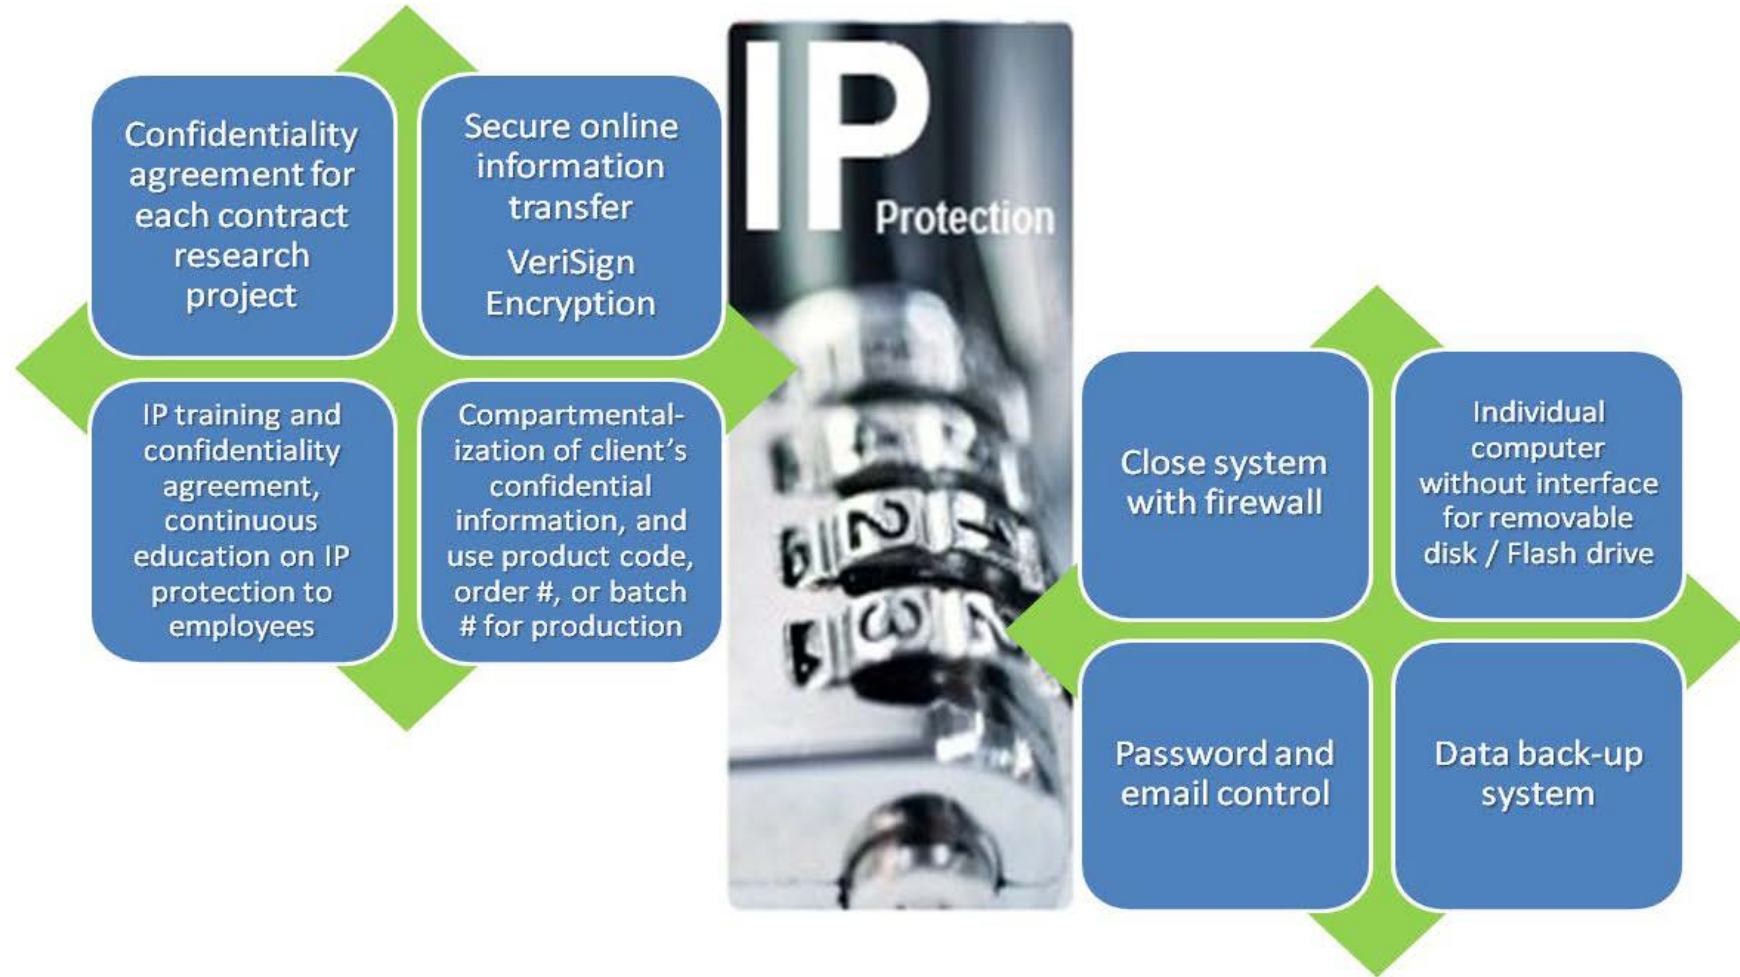 Confidentiality
agreement for
each contract
research
project
Secure online
information
transfer
VeriSign
Encryption
IP training and
confidentiality
agreement,
continuous
education on IP
protection to
employees
Compartmental-
ization of client's
confidential
information, and
use product code,
order #, or batch
# for production
IP
Protection
2
3
Close system
with firewall
Individual
computer
without interface
for removable
disk / Flash drive
Password and
email control
Data back-up
system